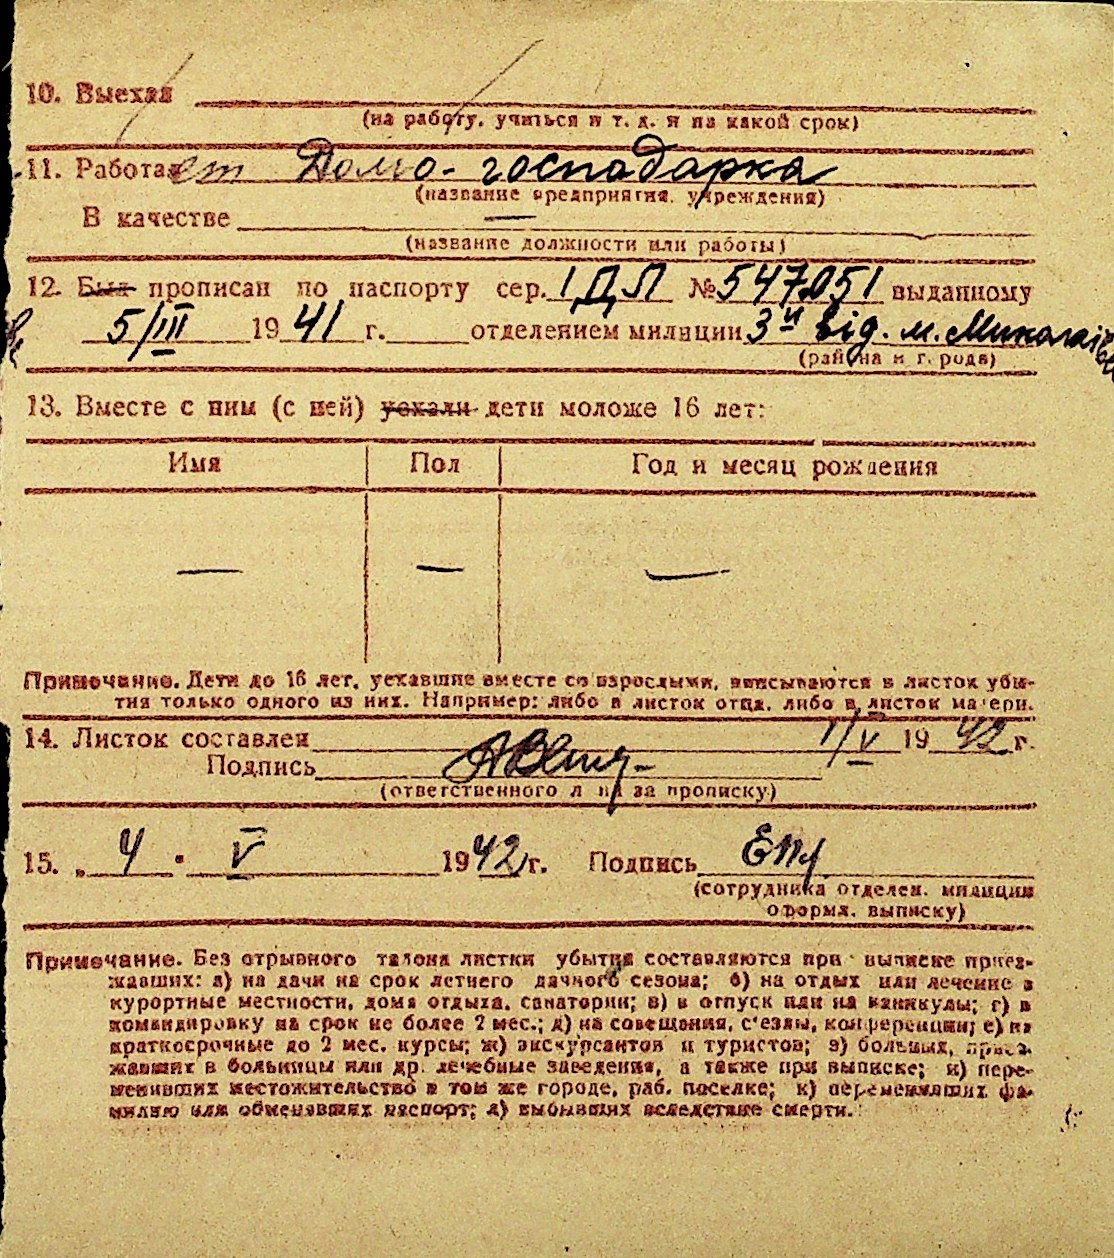 10. Выехал
(на работу, учиться и т. д. и на какой срок)
11. Работает Домо-господарка
(название предприятия, учреждения)
В качестве —
(название должности или работы)
12. Был прописан по паспорту сер. IДЛ № 547051 выданному
5/III 1941 г. отделением милиции 3й від. м. Миколаїв
(района и города)
13. Вместе с ним (с ней) уехали дети моложе 16 лет:
Имя Пол Год и месяц рождения
— — —
Примечание. Дети до 16 лет, уехавшие вместе со взрослыми, вписываются в листок убы-
тия только одного из них. Например: либо в листок отца, либо в листок матери.
14. Листок составлен 1/V 1942 г.
Подпись
(ответственного лица за прописку)
15. „ 4 " V 1942 г. Подпись
(сотрудника отделен. милиции
оформл. выписку)
Примечание. Без отрывного талона листки убытия составляются при выписке приез-
жавших: а) на дачи на срок летнего дачного сезона; б) на отдых или лечение в
курортные местности, дома отдыха, санатории; в) в отпуск или на каникулы; г) в
командировку на срок не более 2 мес.; д) на совещания, с'езды, конференции; е) на
краткосрочные до 2 мес. курсы; ж) экскурсантов и туристов; з) больных, приез-
жавших в больницы или др. лечебные заведения, а также при выписке; и) пере-
менивших местожительство в том же городе, раб. поселке; к) переменивших фа-
милию или обменявших паспорт; л) выбывших вследствие смерти.